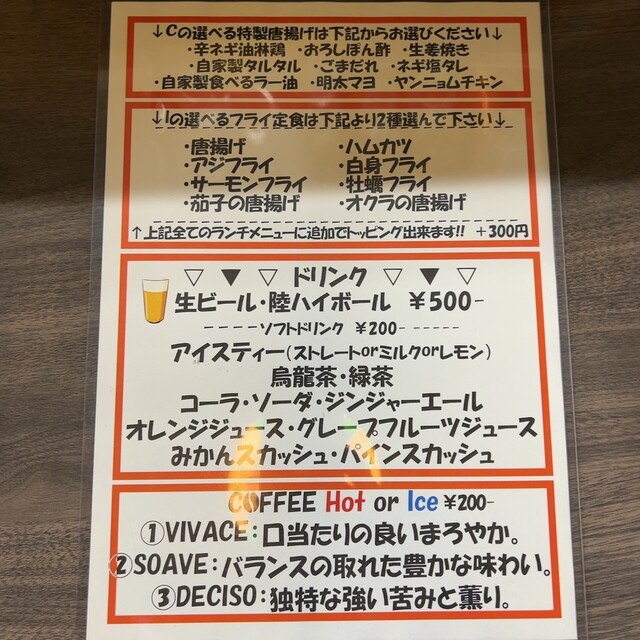 ↓Cの選べる特製唐揚げは下記からお選びください↓
・辛ネギ油淋鶏 ・おろしぽん酢 ・生姜焼き
・自家製タルタル ・ごまだれ ・ネギ塩タレ
・自家製食べるラー油 ・明太マヨ ・ヤンニョムチキン
↓Iの選べるフライ定食は下記より2種選んで下さい↓
・唐揚げ ・ハムカツ
・アジフライ ・白身フライ
・サーモンフライ ・牡蠣フライ
・茄子の唐揚げ ・オクラの唐揚げ
↑上記全てのランチメニューに追加でトッピング出来ます!! +300円
▽ ▼ ▽ ドリンク ▽ ▼ ▽
生ビール・陸ハイボール ¥500-
----ソフトドリンク ¥200-----
アイスティー(ストレートorミルクorレモン)
烏龍茶・緑茶
コーラ・ソーダ・ジンジャーエール
オレンジジュース・グレープフルーツジュース
みかんスカッシュ・パインスカッシュ
COFFEE Hot or Ice ¥200-
①VIVACE:口当たりの良いまろやか。
②SOAVE:バランスの取れた豊かな味わい。
③DECISO:独特な強い苦みと薫り。